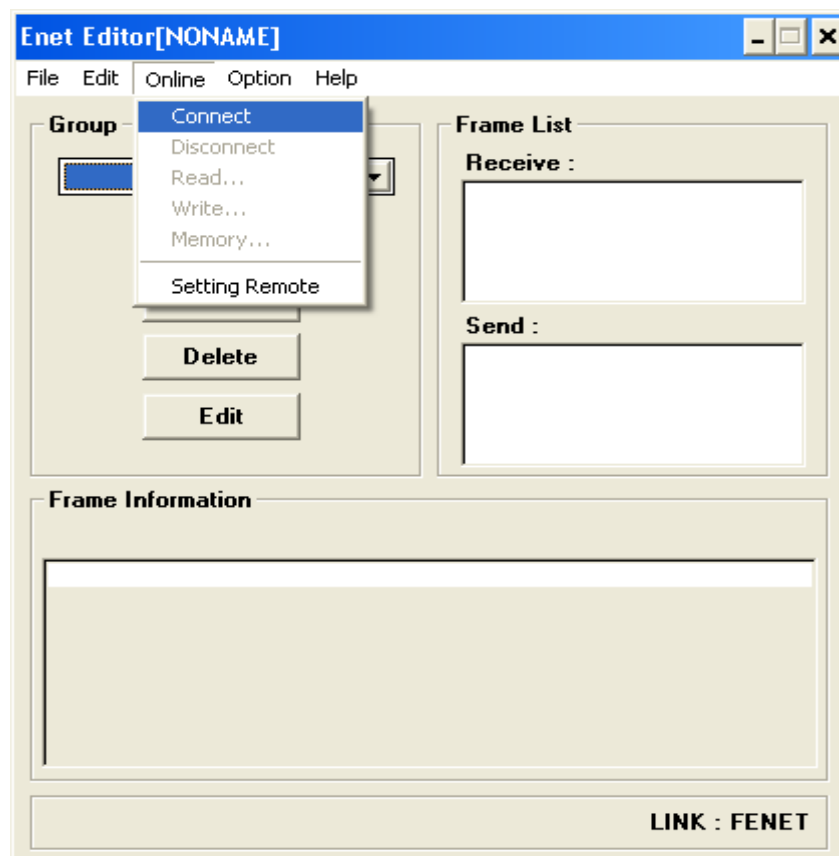 Enet Editor[NONAME]
File Edit Online Option Help
Group
Connect
Disconnect
Read...
Write...
Memory...
Setting Remote
Delete
Edit
Frame List
Receive :
Send :
Frame Information
LINK : FENET